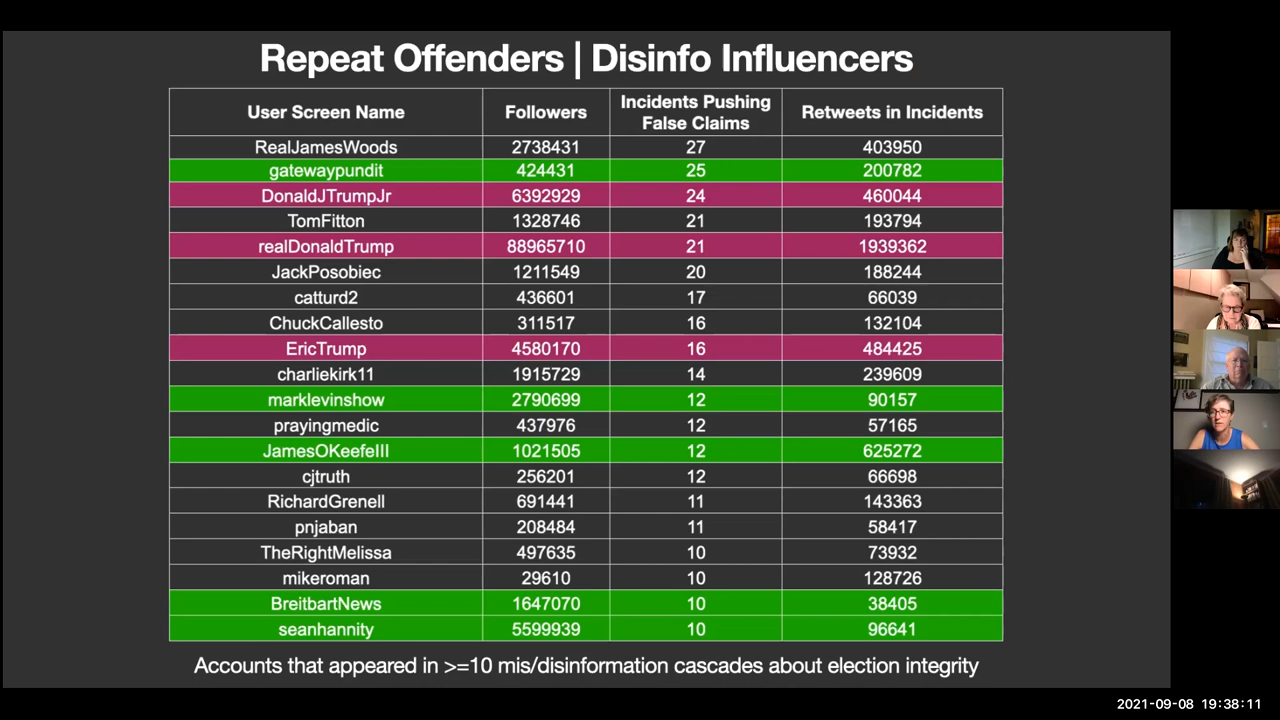 Repeat Offenders | Disinfo Influencers
User Screen Name Followers Incidents Pushing False Claims Retweets in Incidents
RealJamesWoods 2738431 27 403950
gatewaypundit 424431 25 200782
DonaldJTrumpJr 6392929 24 460044
TomFitton 1328746 21 193794
realDonaldTrump 88965710 21 1939362
JackPosobiec 1211549 20 188244
catturd2 436601 17 66039
ChuckCallesto 311517 16 132104
EricTrump 4580170 16 484425
charliekirk11 1915729 14 239609
marklevinshow 2790699 12 90157
prayingmedic 437976 12 57165
JamesOKeefeIII 1021505 12 625272
cjtruth 256201 12 66698
RichardGrenell 691441 11 143363
pnjaban 208484 11 58417
TheRightMelissa 497635 10 73932
mikeroman 29610 10 128726
BreitbartNews 1647070 10 38405
seanhannity 5599939 10 96641
Accounts that appeared in >=10 mis/disinformation cascades about election integrity
2021-09-08 19:38:11